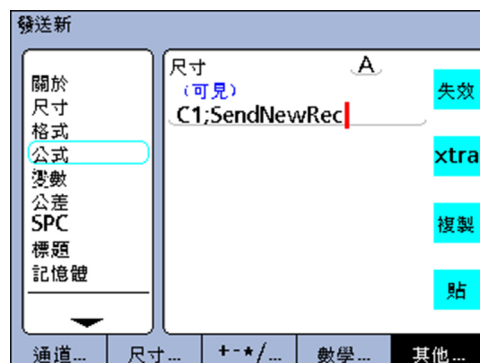 發送新
關於
尺寸
格式
公式
變數
公差
SPC
標題
記憶體
尺寸 A
(可見)
C1;SendNewRec
失效
xtra
複製
貼
通道...
尺寸...
+-*/...
數學...
其他...